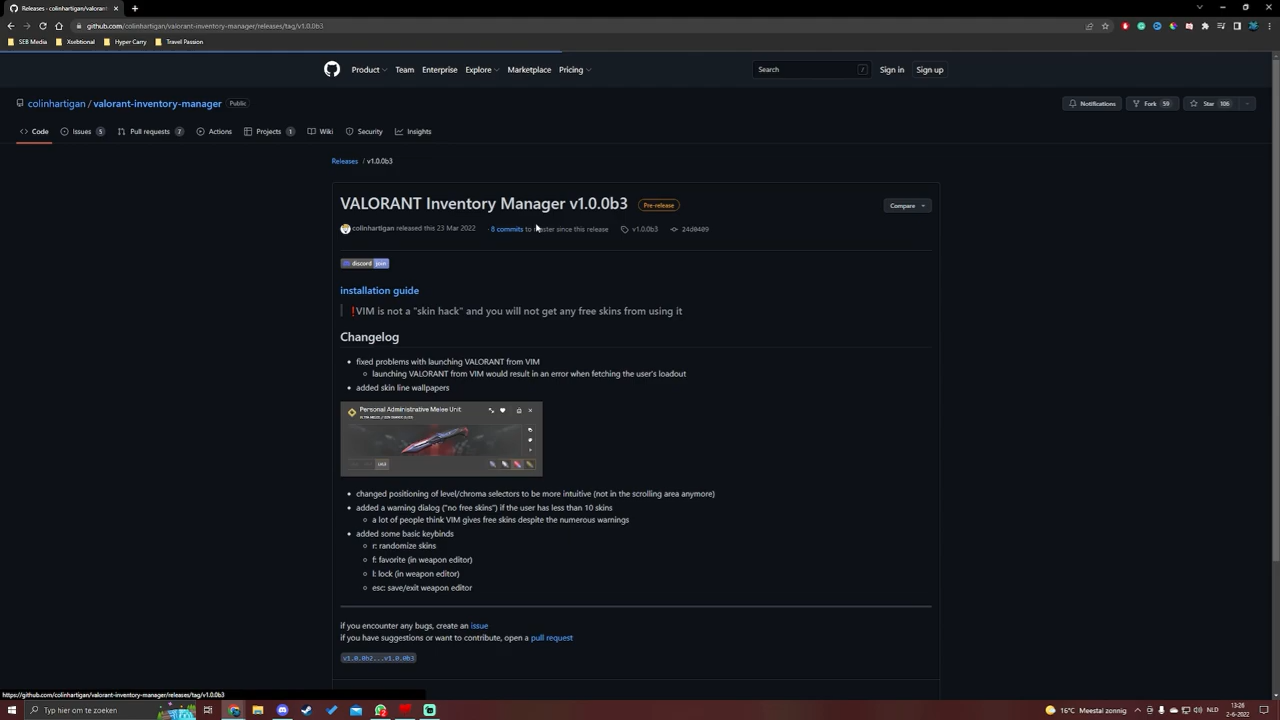 Releases - colinhartigan/valorant-
github.com/colinhartigan/valorant-inventory-manager/releases/tag/v1.0.0b3
SEB Media Xsebtional Hyper Carry Travel Passion
Product Team Enterprise Explore Marketplace Pricing Search / Sign in Sign up
colinhartigan / valorant-inventory-manager Public Notifications Fork 59 Star 106
Code Issues 5 Pull requests 7 Actions Projects 1 Wiki Security Insights
Releases / v1.0.0b3
VALORANT Inventory Manager v1.0.0b3 Pre-release Compare
colinhartigan released this 23 Mar 2022 · 8 commits to master since this release v1.0.0b3 24d0409
discord join
installation guide
❗VIM is not a "skin hack" and you will not get any free skins from using it
Changelog
• fixed problems with launching VALORANT from VIM
◦ launching VALORANT from VIM would result in an error when fetching the user's loadout
• added skin line wallpapers
Personal Administrative Melee Unit
• changed positioning of level/chroma selectors to be more intuitive (not in the scrolling area anymore)
• added a warning dialog ("no free skins") if the user has less than 10 skins
◦ a lot of people think VIM gives free skins despite the numerous warnings
• added some basic keybinds
◦ r: randomize skins
◦ f: favorite (in weapon editor)
◦ l: lock (in weapon editor)
◦ esc: save/exit weapon editor
if you encounter any bugs, create an issue
if you have suggestions or want to contribute, open a pull request
v1.0.0b2...v1.0.0b3
https://github.com/colinhartigan/valorant-inventory-manager/releases/tag/v1.0.0b3
Typ hier om te zoeken 16°C Meestal zonnig NLD 13:26
2-6-2022